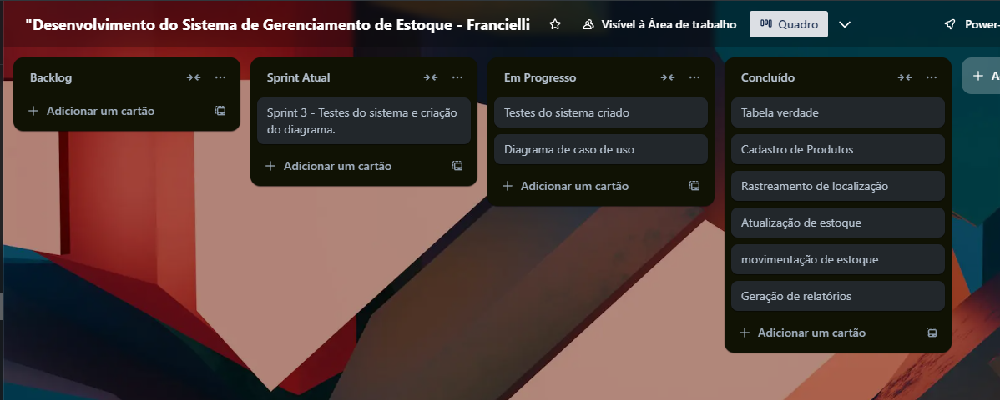 "Desenvolvimento do Sistema de Gerenciamento de Estoque - Francielli
Visível à Área de trabalho
Quadro
Power-
Backlog
Adicionar um cartão
Sprint Atual
Sprint 3 - Testes do sistema e criação
do diagrama.
Adicionar um cartão
Em Progresso
Testes do sistema criado
Diagrama de caso de uso
Adicionar um cartão
Concluído
Tabela verdade
Cadastro de Produtos
Rastreamento de localização
Atualização de estoque
movimentação de estoque
Geração de relatórios
Adicionar um cartão
A